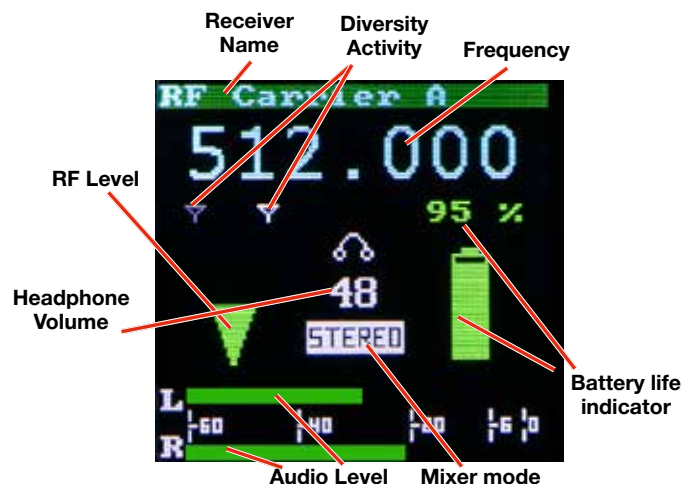 Receiver Name
Diversity Activity
Frequency
RF Carrier A
512.000
RF Level
95 %
Headphone Volume
48
STEREO
Battery life indicator
L
-60 -40 -20 -6 0
R
Audio Level
Mixer mode